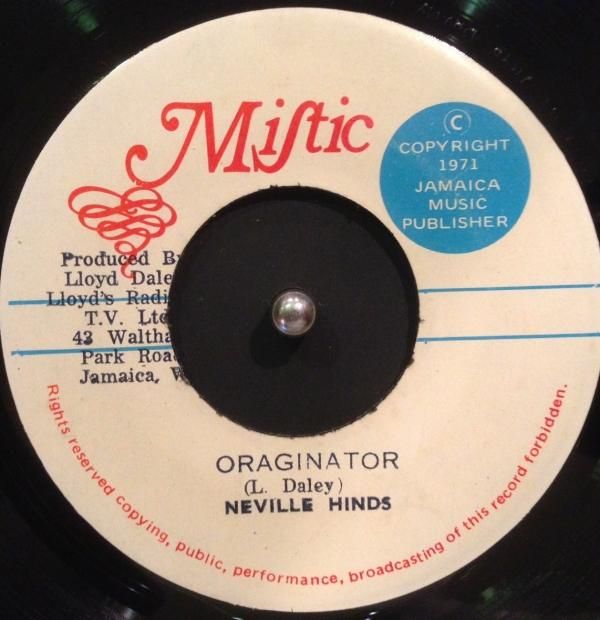 Miſtic
©
COPYRIGHT
1971
JAMAICA
MUSIC
PUBLISHER
Produced B
Lloyd Dale
Lloyd's Radi
T.V. Ltd
43 Waltha
Park Roa
Jamaica, W
ORAGINATOR
(L. Daley)
NEVILLE HINDS
Rights reserved copying, public, performance, broadcasting of this record forbidden.